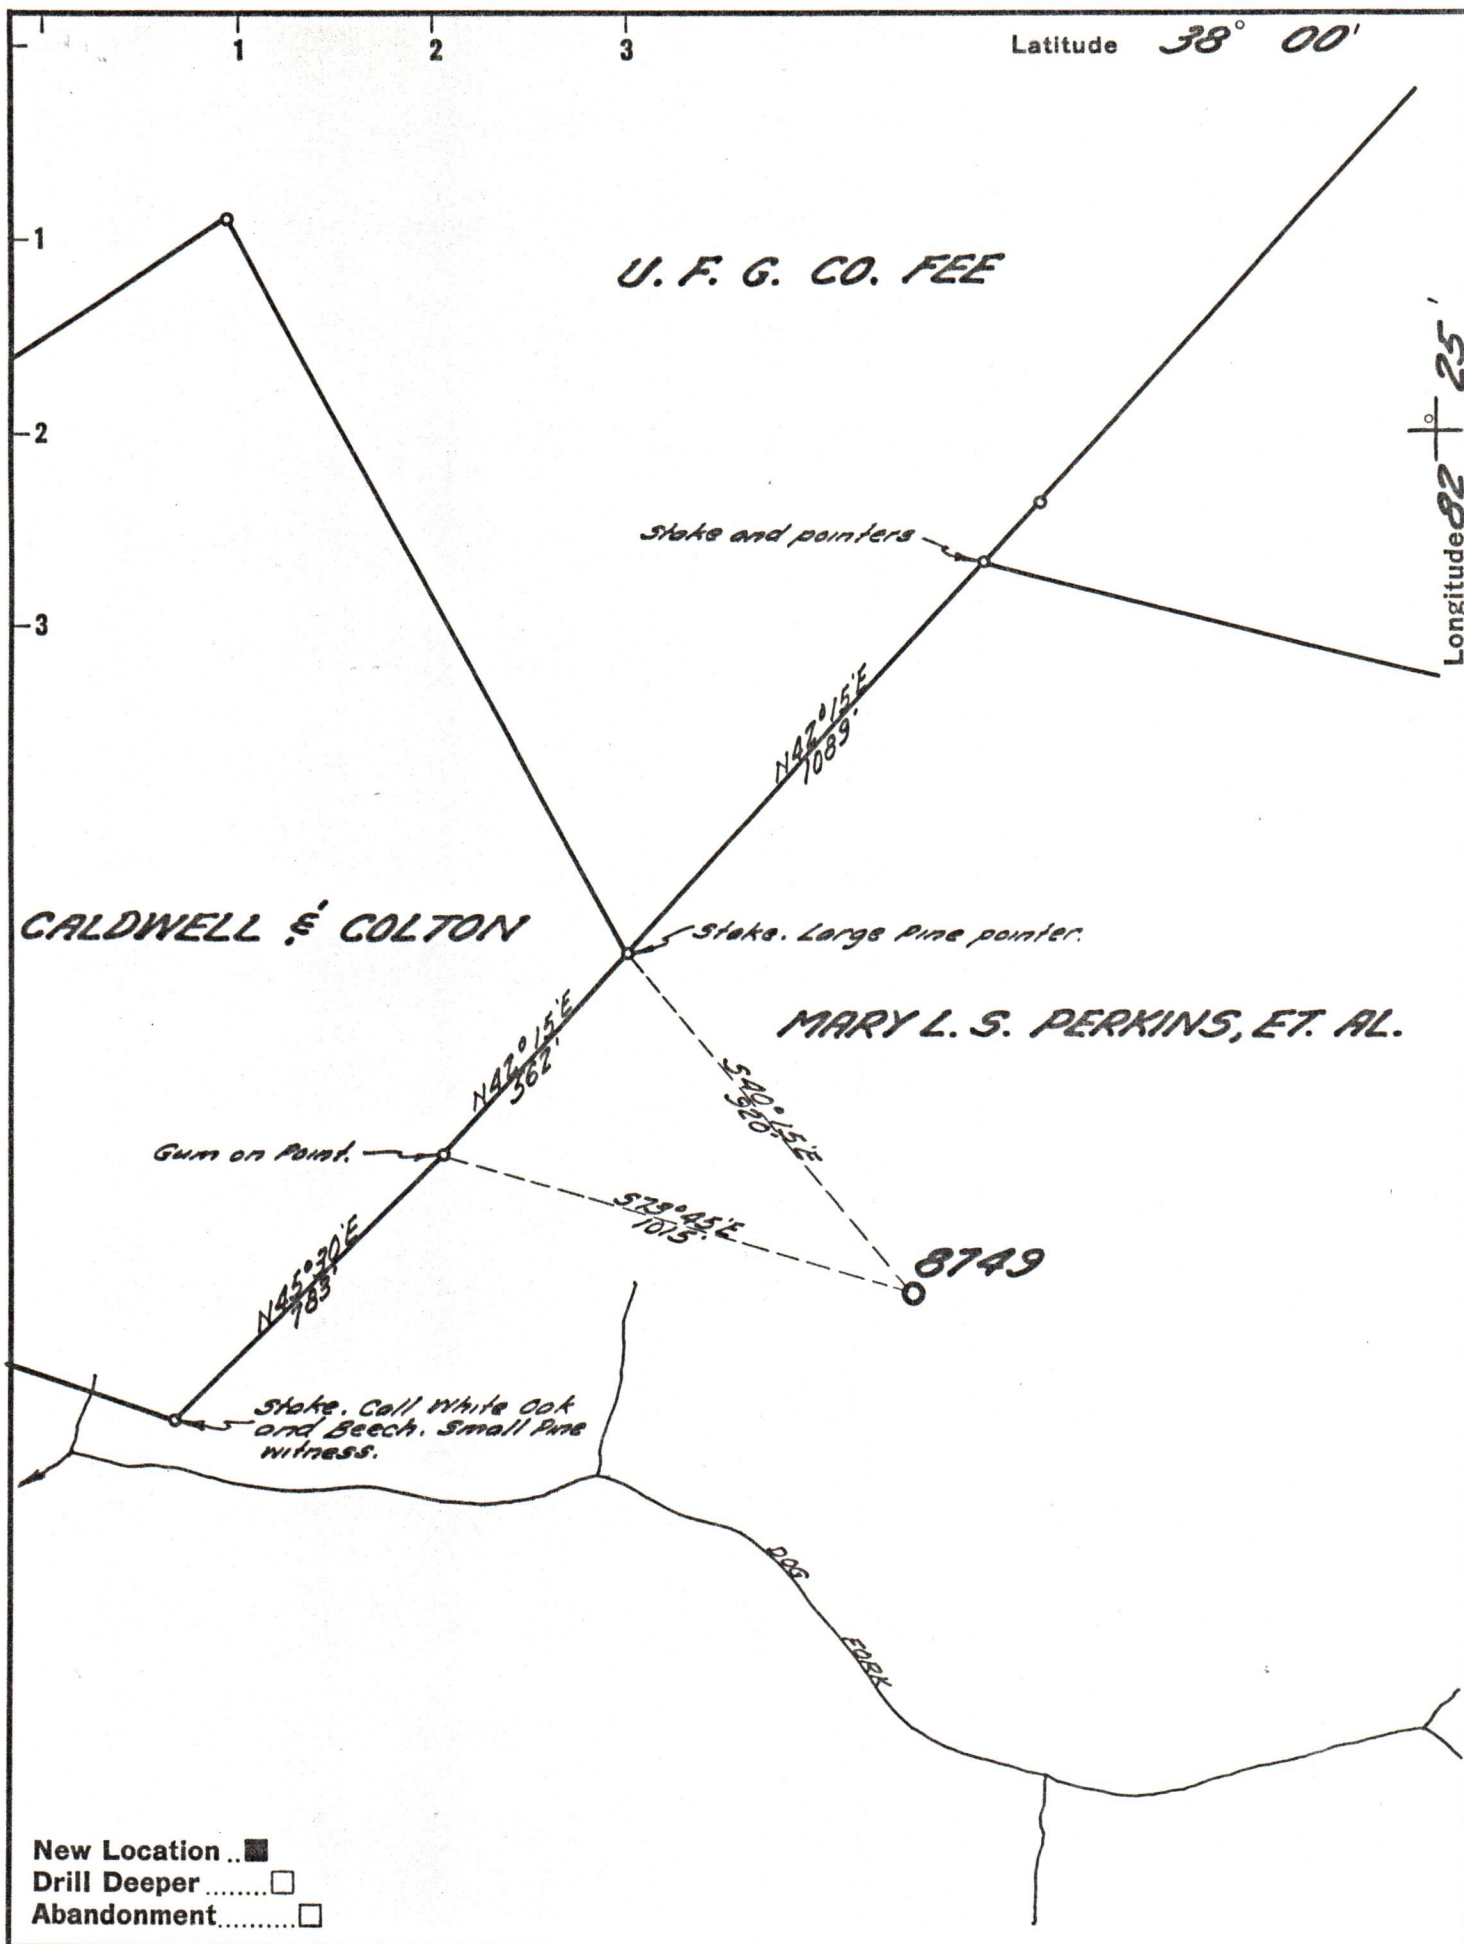 1 2 3 Latitude 38° 00'
1
U. F. G. CO. FEE
2
Longitude 82° 25'
Stake and pointers
3
N42°15'E
1089'
CALDWELL & COLTON
Stake. Large Pine pointer.
MARY L. S. PERKINS, ET. AL.
N42°15'E
562'
S40°15'E
920'
Gum on Point.
S73°45'E
1015'
8749
N45°30'E
783'
Stake. Call White Oak
and Beech. Small Pine
witness.
DOG
FORK
New Location ..■
Drill Deeper ........□
Abandonment..........□